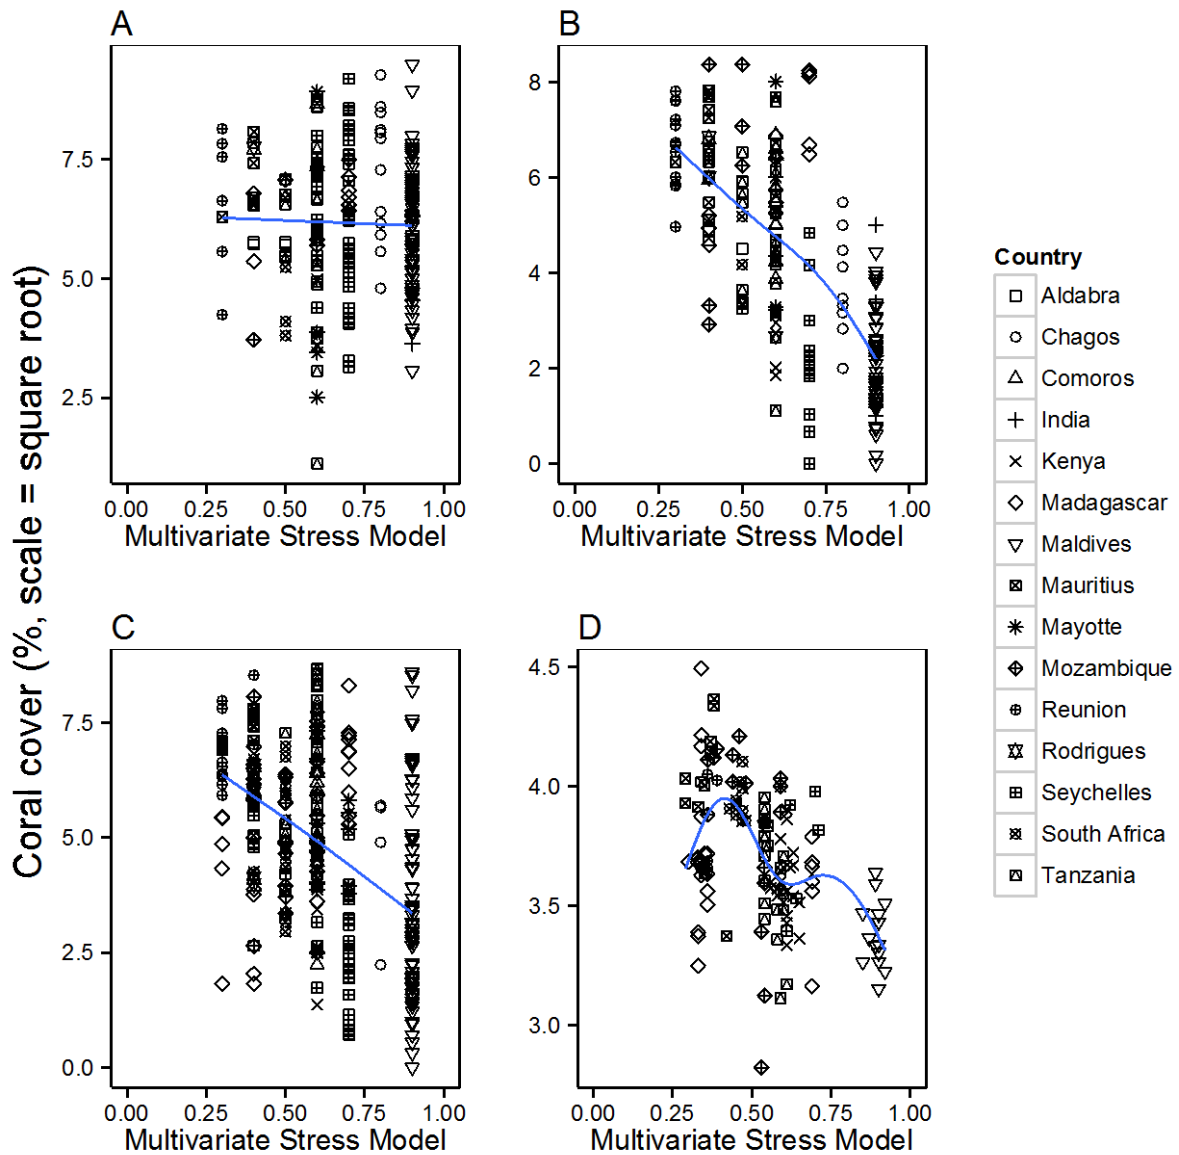 A
7.5
5.0
2.5
0.00 0.25 0.50 0.75 1.00
Multivariate Stress Model
B
8
6
4
2
0
0.00 0.25 0.50 0.75 1.00
Multivariate Stress Model
Coral cover (%, scale = square root)
C
7.5
5.0
2.5
0.0
0.00 0.25 0.50 0.75 1.00
Multivariate Stress Model
D
4.5
4.0
3.5
3.0
0.00 0.25 0.50 0.75 1.00
Multivariate Stress Model
Country
Aldabra
Chagos
Comoros
India
Kenya
Madagascar
Maldives
Mauritius
Mayotte
Mozambique
Reunion
Rodrigues
Seychelles
South Africa
Tanzania